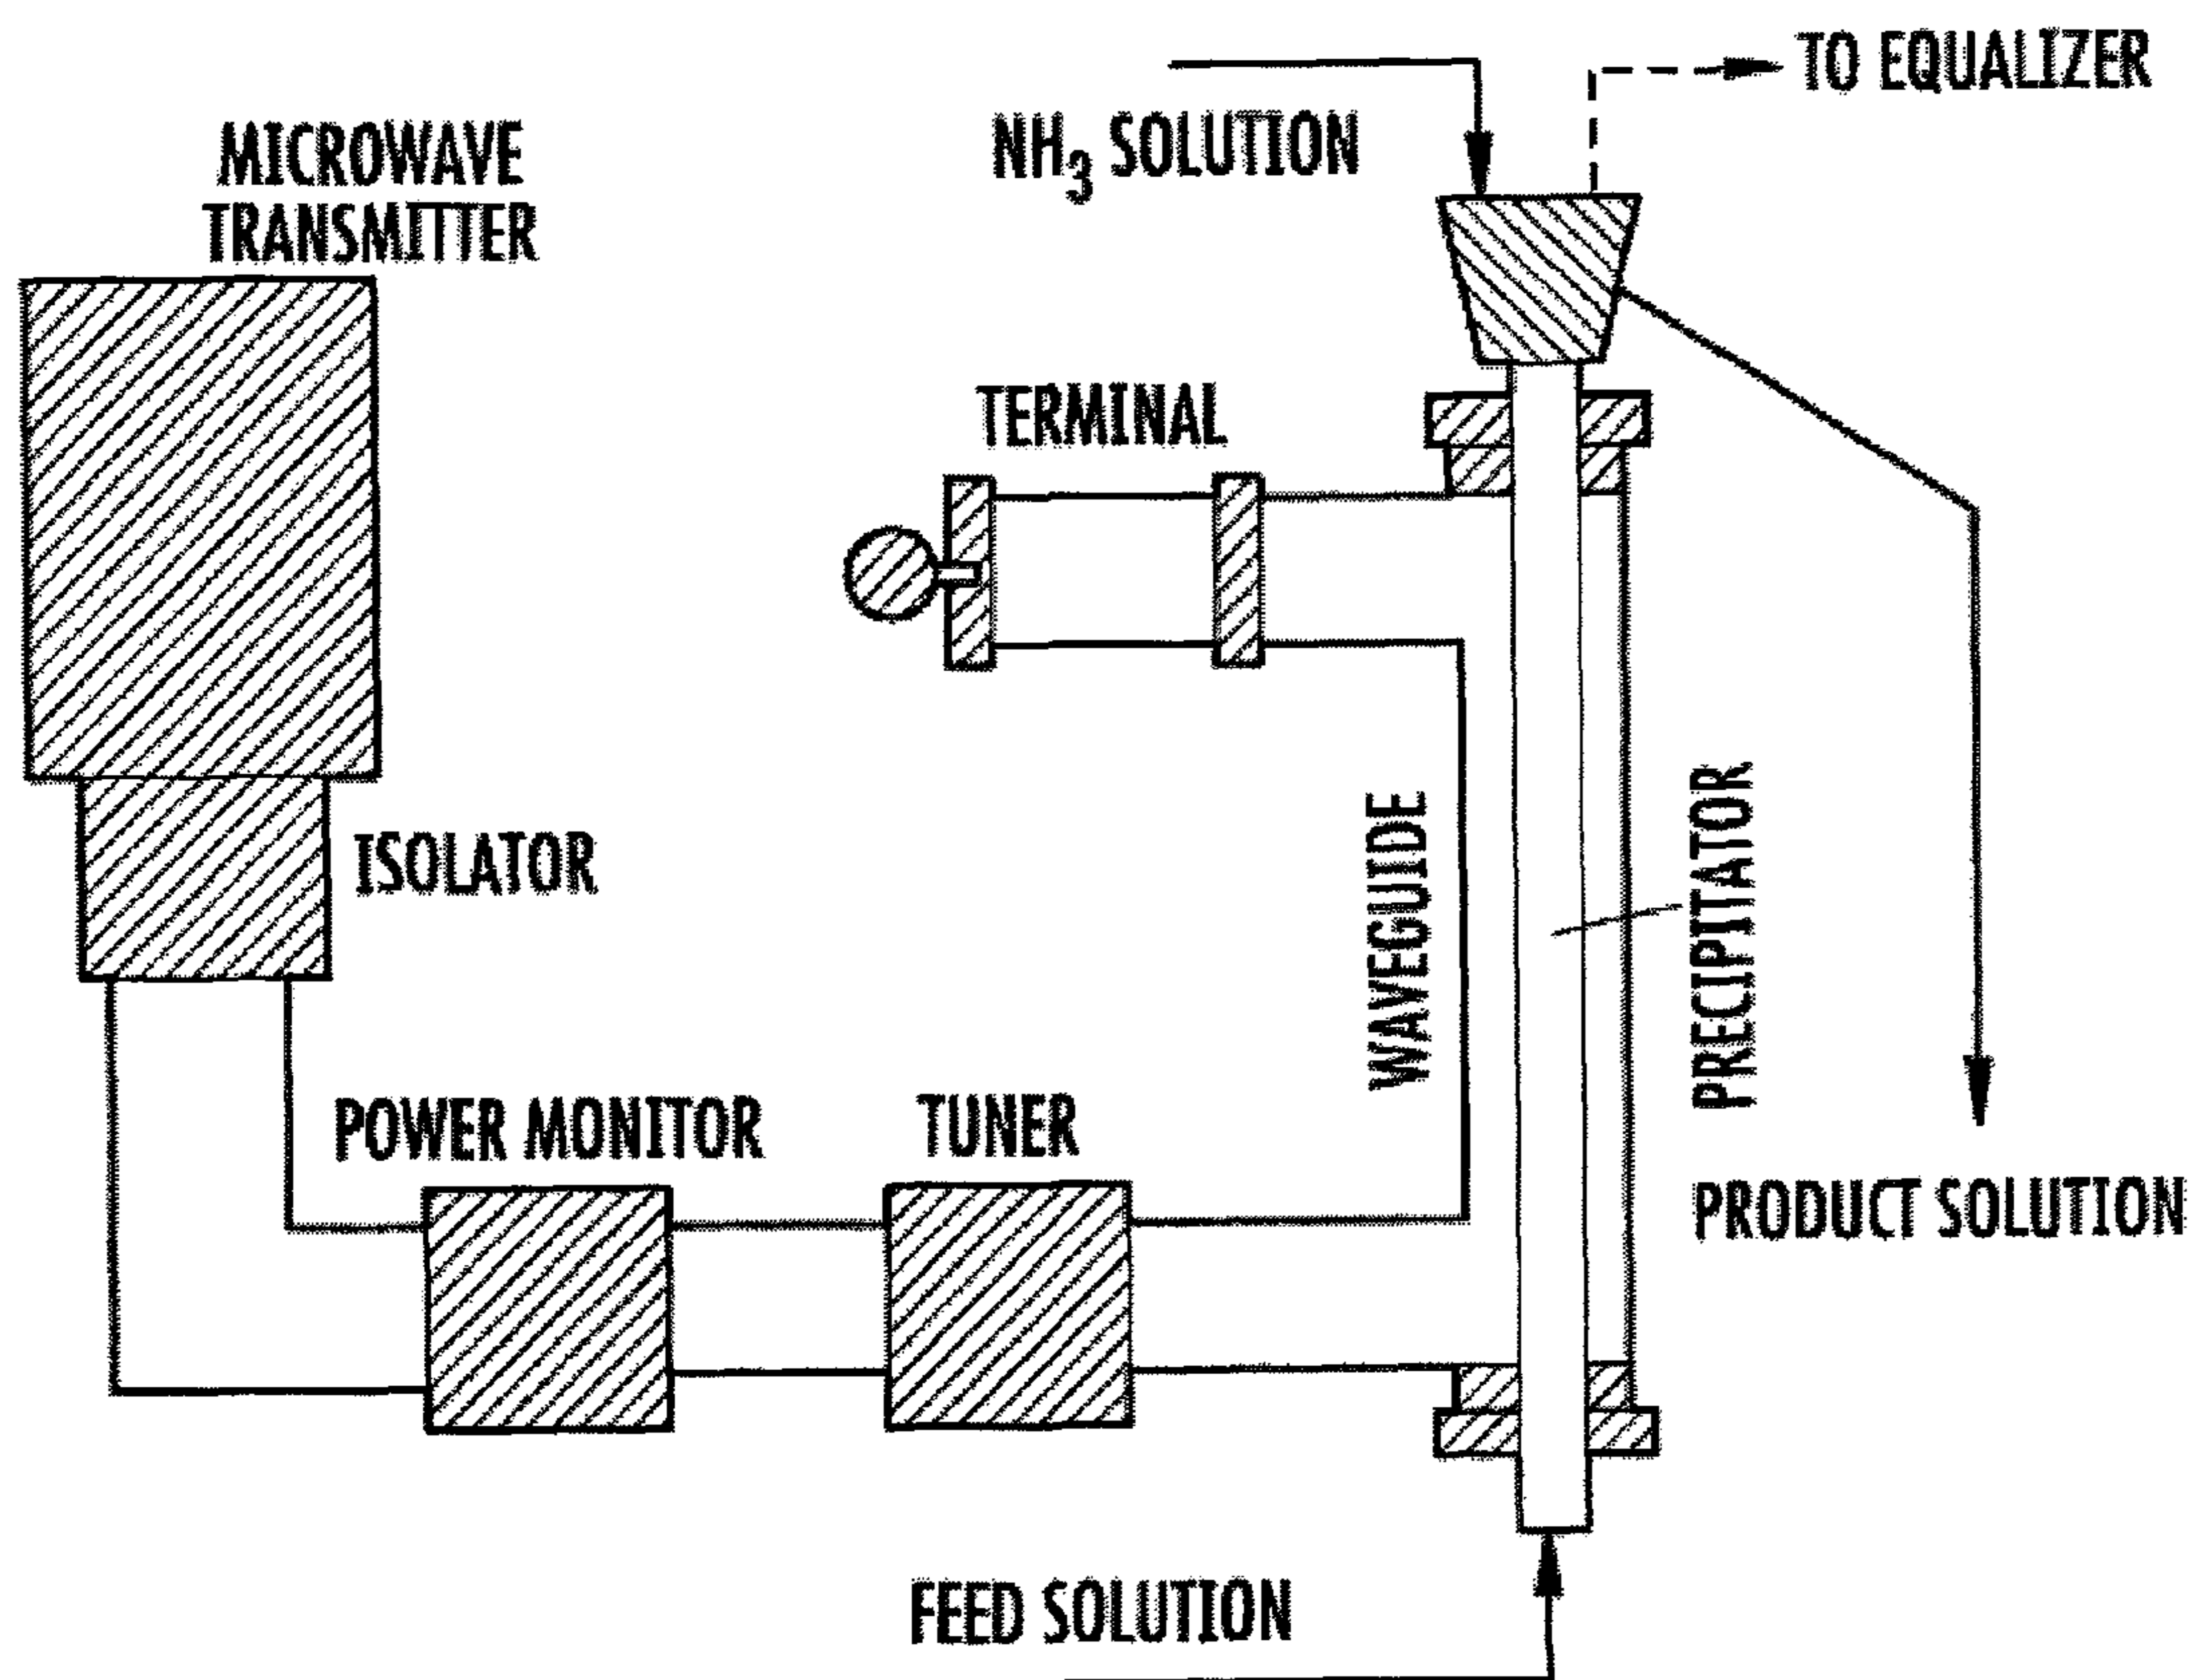 TO EQUALIZER
NH₃ SOLUTION
MICROWAVE
TRANSMITTER
TERMINAL
ISOLATOR
WAVEGUIDE
PRECIPITATOR
POWER MONITOR
TUNER
PRODUCT SOLUTION
FEED SOLUTION